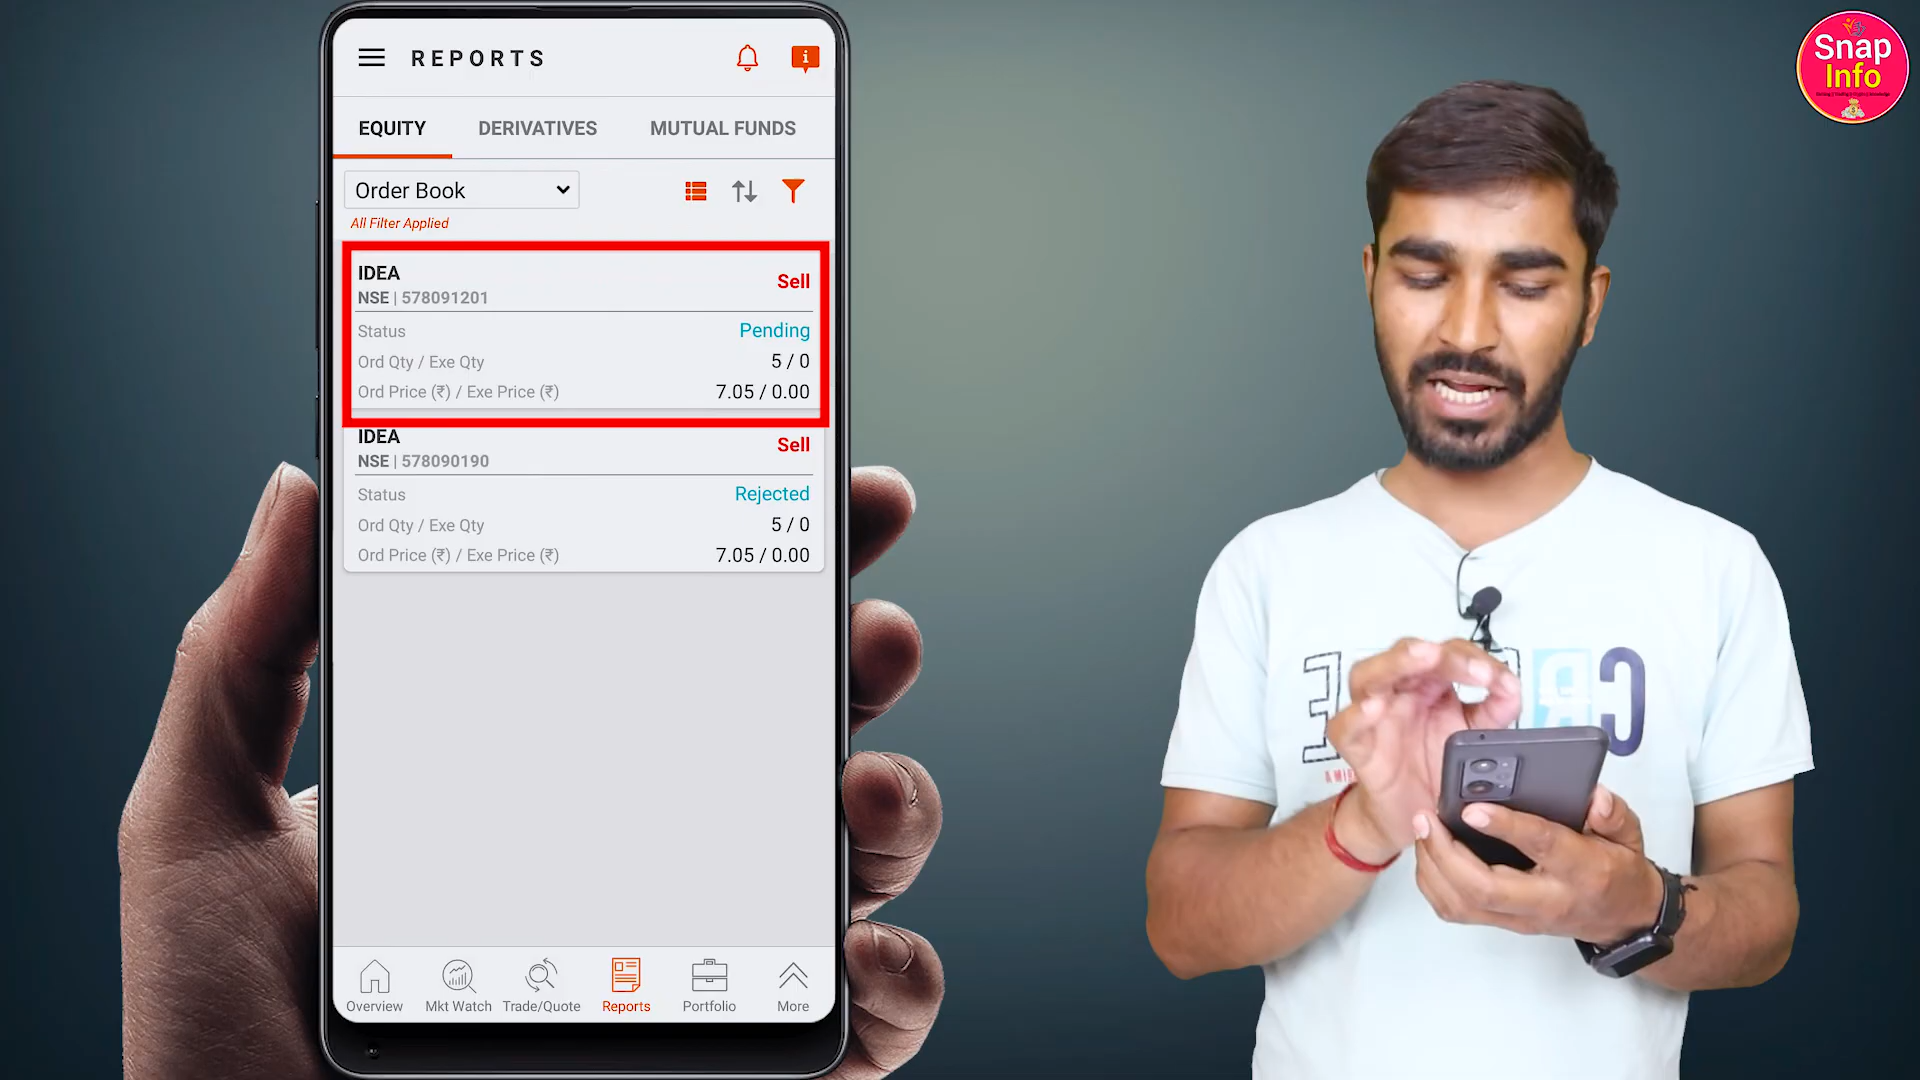 REPORTS
EQUITY DERIVATIVES MUTUAL FUNDS
Order Book
All Filter Applied
IDEA Sell
NSE | 578091201
Status Pending
Ord Qty / Exe Qty 5 / 0
Ord Price (₹) / Exe Price (₹) 7.05 / 0.00
IDEA Sell
NSE | 578090190
Status Rejected
Ord Qty / Exe Qty 5 / 0
Ord Price (₹) / Exe Price (₹) 7.05 / 0.00
Overview Mkt Watch Trade/Quote Reports Portfolio More
Snap
Info